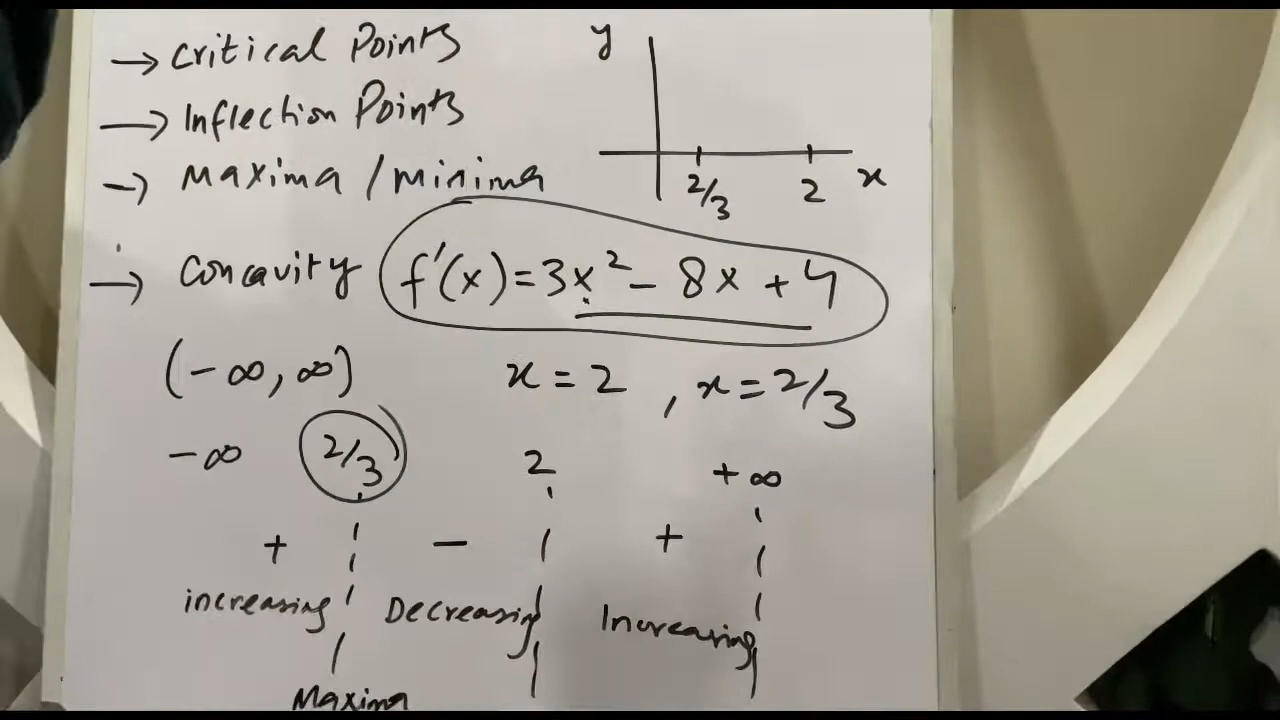 → Critical Points
→ Inflection Points
→ Maxima / minima
y
2/3 2 x
→ Concavity f'(x) = 3x² - 8x + 4
(-∞, ∞) x = 2 , x = 2/3
-∞ 2/3 2 +∞
+ - +
increasing Decreasing Increasing
Maxima